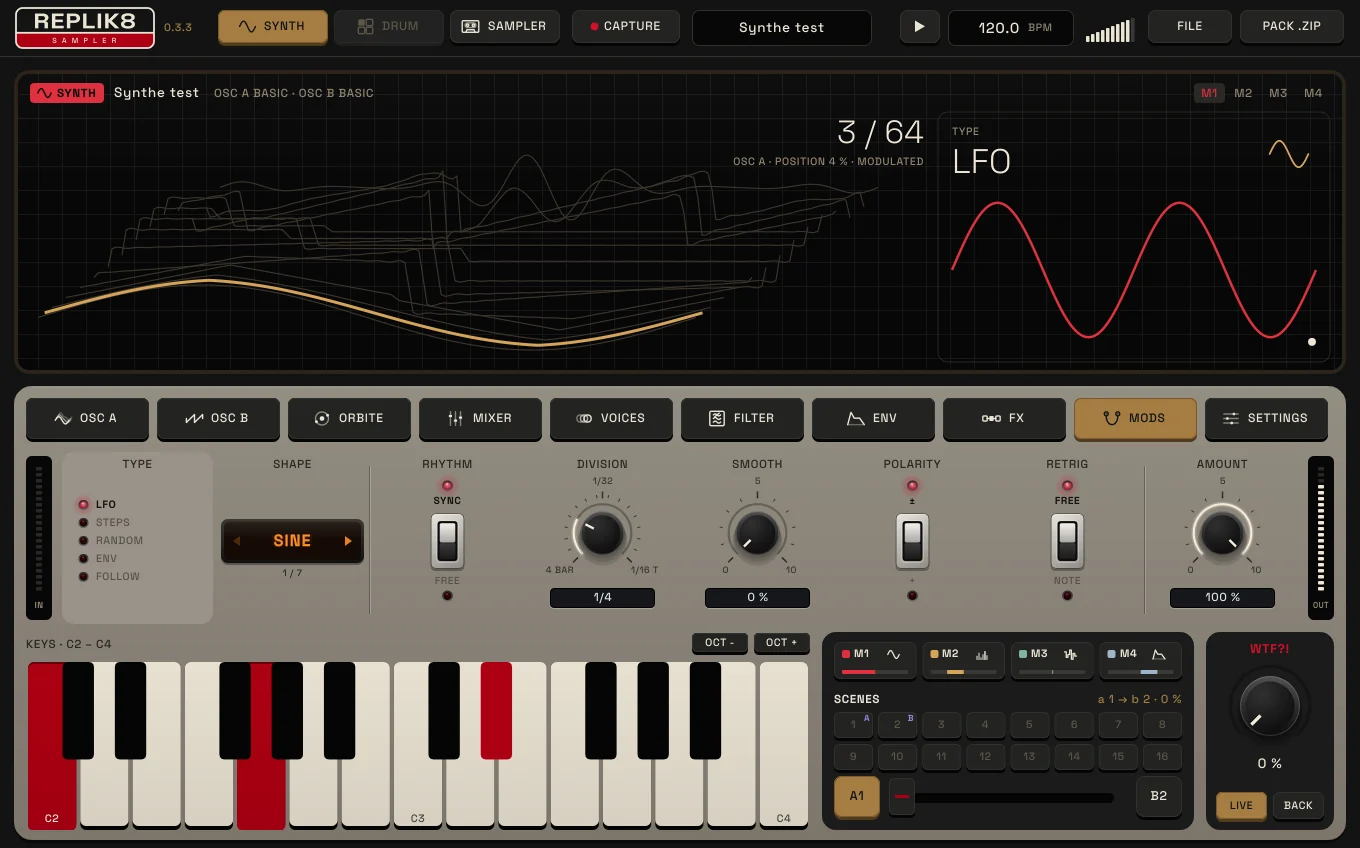 REPLIK8
SAMPLER
0.3.3
SYNTH
DRUM
SAMPLER
CAPTURE
Synthe test
120.0 BPM
FILE
PACK .ZIP
SYNTH
Synthe test
OSC A BASIC · OSC B BASIC
M1 M2 M3 M4
3 / 64
OSC A · POSITION 4 % · MODULATED
TYPE
LFO
OSC A
OSC B
ORBITE
MIXER
VOICES
FILTER
ENV
FX
MODS
SETTINGS
IN
TYPE
LFO
STEPS
RANDOM
ENV
FOLLOW
SHAPE
SINE
1 / 7
RHYTHM
SYNC
FREE
DIVISION
1/32
4 BAR 1/16 T
1/4
SMOOTH
5
0 10
0 %
POLARITY
±
+
RETRIG
FREE
NOTE
AMOUNT
5
0 10
100 %
OUT
KEYS · C2 – C4
OCT -
OCT +
C2
C3
C4
M1
M2
M3
M4
SCENES
a 1 → b 2 · 0 %
1 A 2 B 3 4 5 6 7 8
9 10 11 12 13 14 15 16
A1
B2
WTF?!
0 %
LIVE
BACK